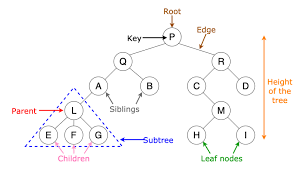 Root
Key
P
Edge
Q
R
A
B
C
D
Height
of the
tree
Siblings
Parent
L
M
E
F
G
Subtree
H
I
Children
Leaf nodes